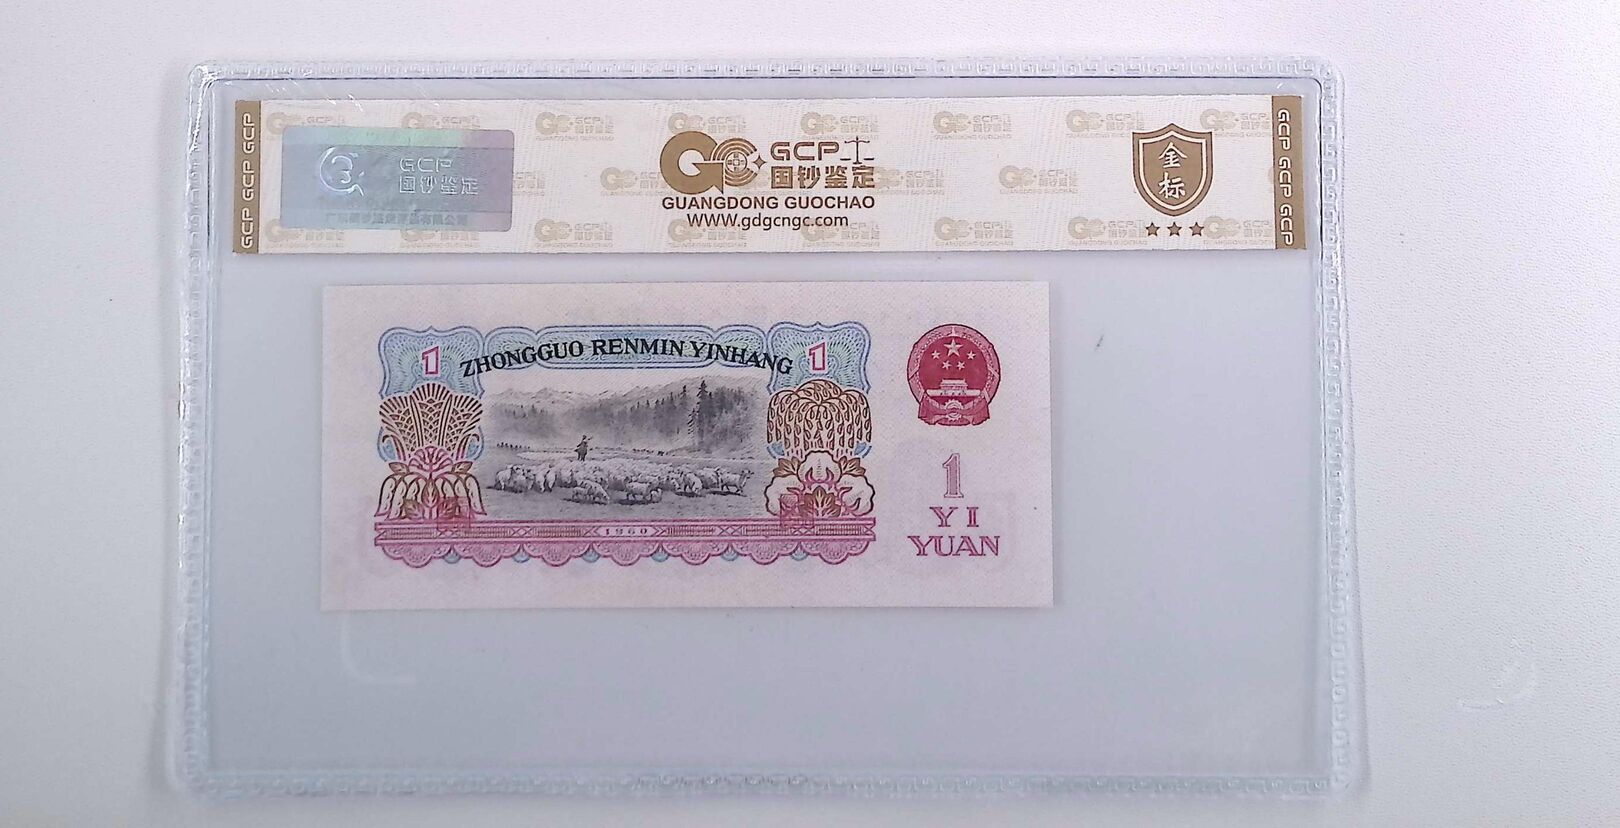 GCP GCP GCP
GCP
国钞鉴定
GCP
国钞鉴定
GUANGDONG GUOCHAO
WWW.gdgcngc.com
金
标
GCP GCP GCP
ZHONGGUO RENMIN YINHANG
1
1
1960
1
YI
YUAN